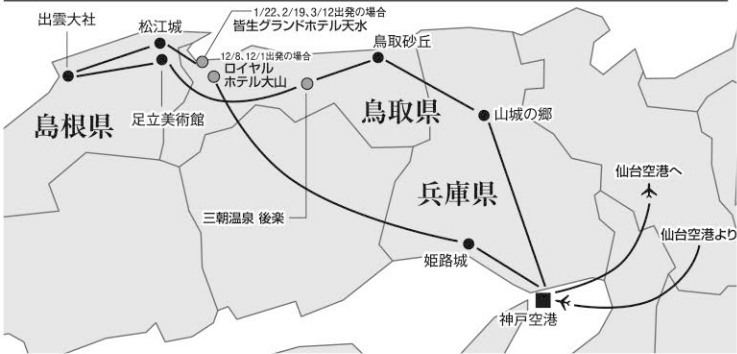 出雲大社
松江城
1/22、2/19、3/12出発の場合
皆生グランドホテル天水
12/8、12/1出発の場合
ロイヤル
ホテル大山
鳥取砂丘
島根県
足立美術館
鳥取県
山城の郷
兵庫県
仙台空港へ
三朝温泉 後楽
仙台空港より
姫路城
神戸空港